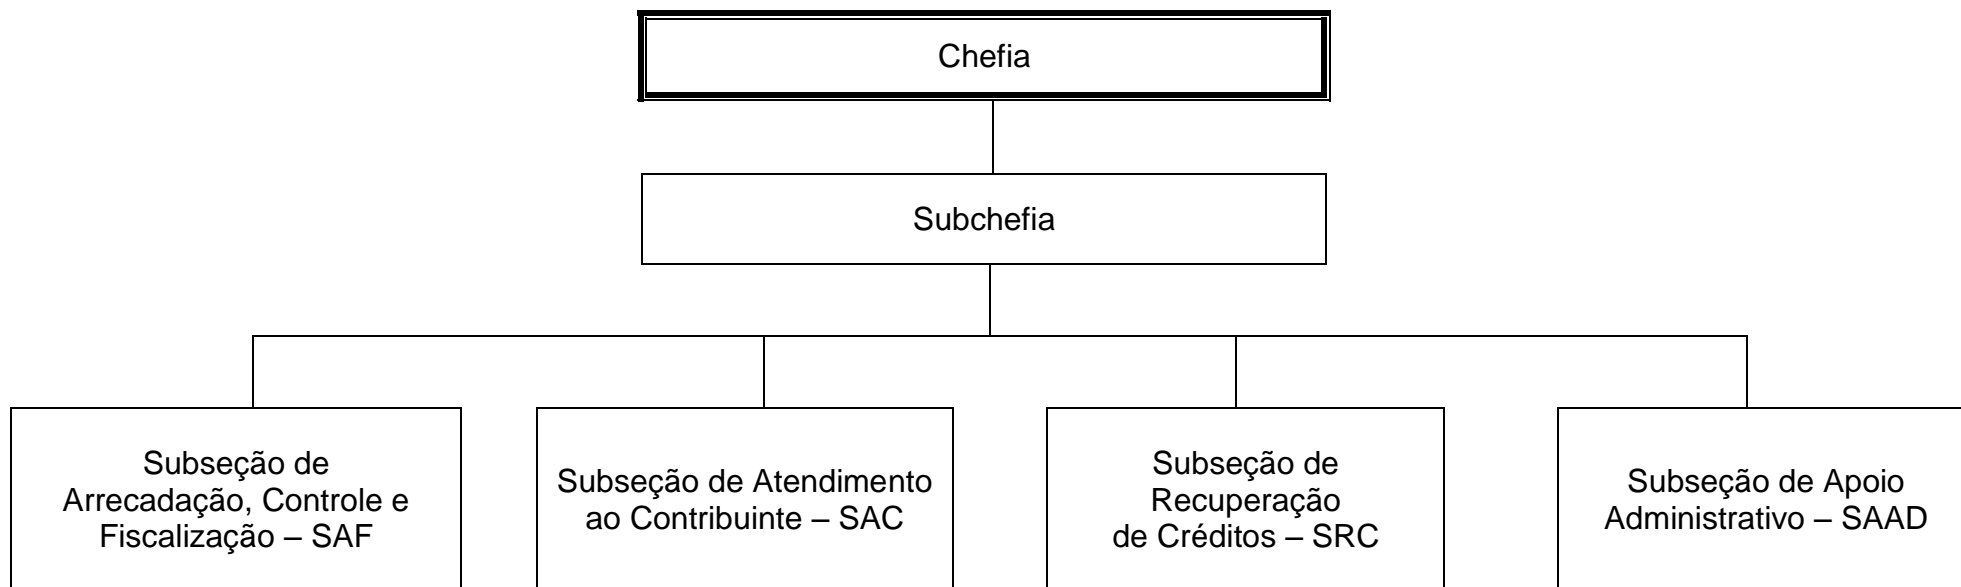 Chefia
Subchefia
Subseção de
Arrecadação, Controle e
Fiscalização – SAF
Subseção de Atendimento
ao Contribuinte – SAC
Subseção de
Recuperação
de Créditos – SRC
Subseção de Apoio
Administrativo – SAAD